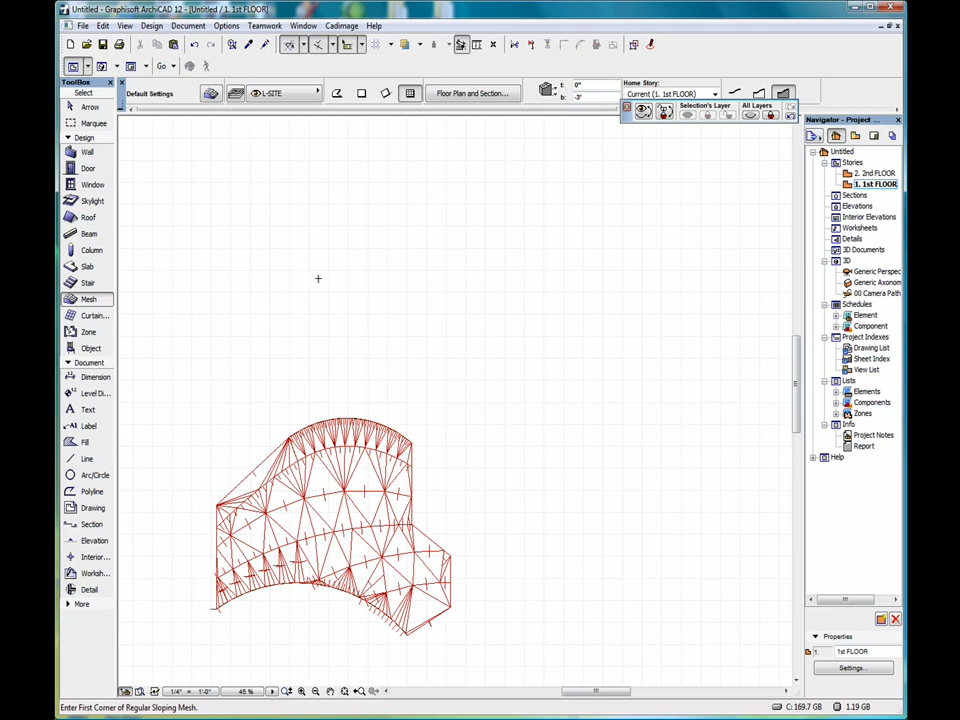 Untitled - Graphisoft ArchiCAD 12 - [Untitled / 1. 1st FLOOR]
File Edit View Design Document Options Teamwork Window Cadimage Help
Go
ToolBox
Select
Arrow
Marquee
Design
Wall
Door
Window
Skylight
Roof
Beam
Column
Slab
Stair
Mesh
Curtain...
Zone
Object
Document
Dimension
Level Di...
Text
Label
Fill
Line
Arc/Circle
Polyline
Drawing
Section
Elevation
Interior...
Worksh...
Detail
More
Default Settings
L-SITE
Floor Plan and Section...
t: 0"
b: -3'
Home Story:
Current (1. 1st FLOOR)
Selection's Layer
All Layers
Navigator - Project ...
Untitled
Stories
2. 2nd FLOOR
1. 1st FLOOR
Sections
Elevations
Interior Elevations
Worksheets
Details
3D Documents
3D
Generic Perspec
Generic Axonom
00 Camera Path
Schedules
Element
Component
Project Indexes
Drawing List
Sheet Index
View List
Lists
Elements
Components
Zones
Info
Project Notes
Report
Help
Properties
1. 1st FLOOR
Settings...
1/4" = 1'-0"
45 %
Enter First Corner of Regular Sloping Mesh.
C: 169.7 GB
1.19 GB